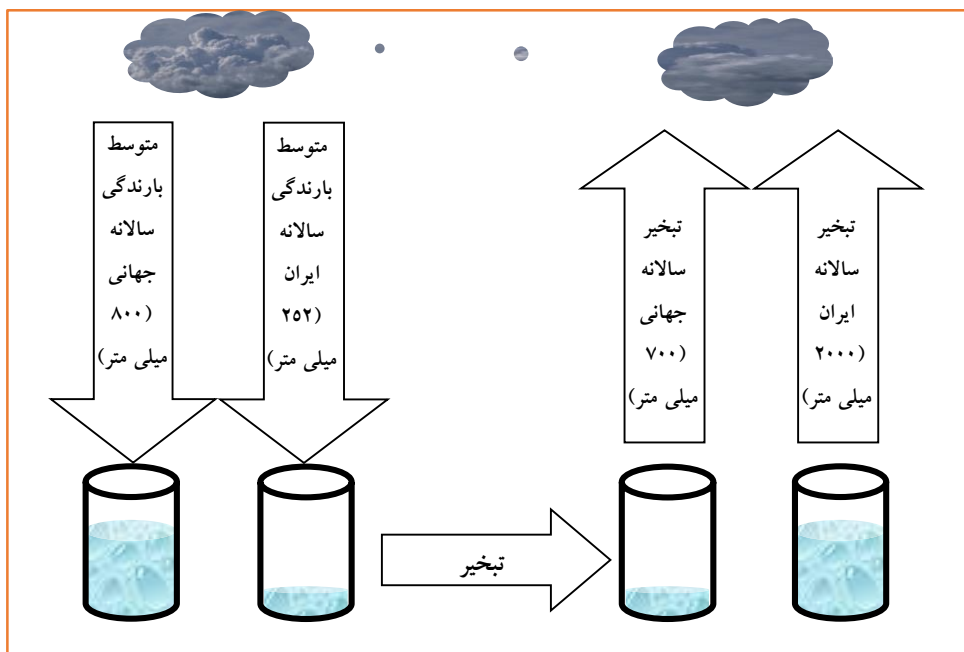 متوسط
بارندگی
سالانه
جهانی
(۸۰۰
میلی متر)
متوسط
بارندگی
سالانه
ایران
(۲۵۲
میلی متر)
تبخیر
سالانه
جهانی
(۷۰۰
میلی متر)
تبخیر
سالانه
ایران
(۲۰۰۰
میلی متر)
تبخیر